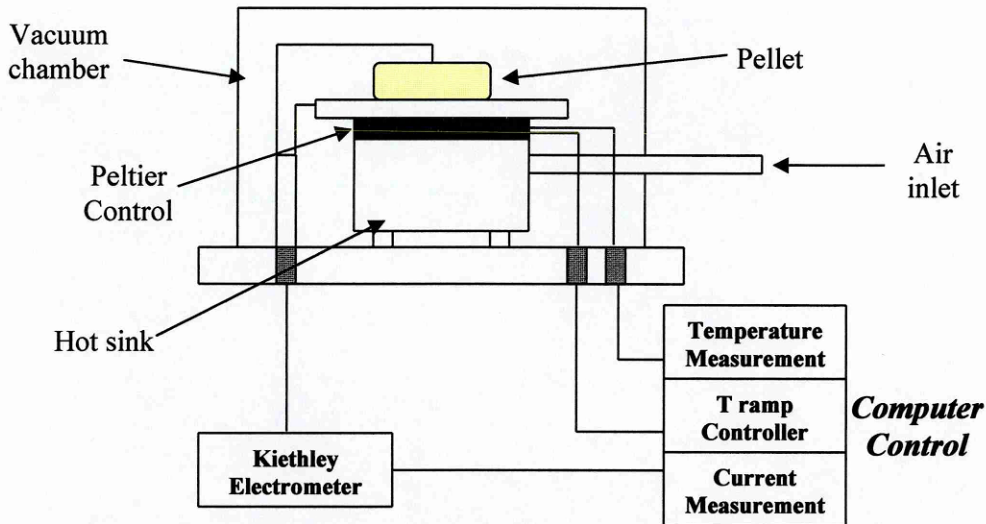 Vacuum
chamber
Pellet
Peltier
Control
Air
inlet
Hot sink
Temperature
Measurement
T ramp
Controller
Computer
Control
Kiethley
Electrometer
Current
Measurement